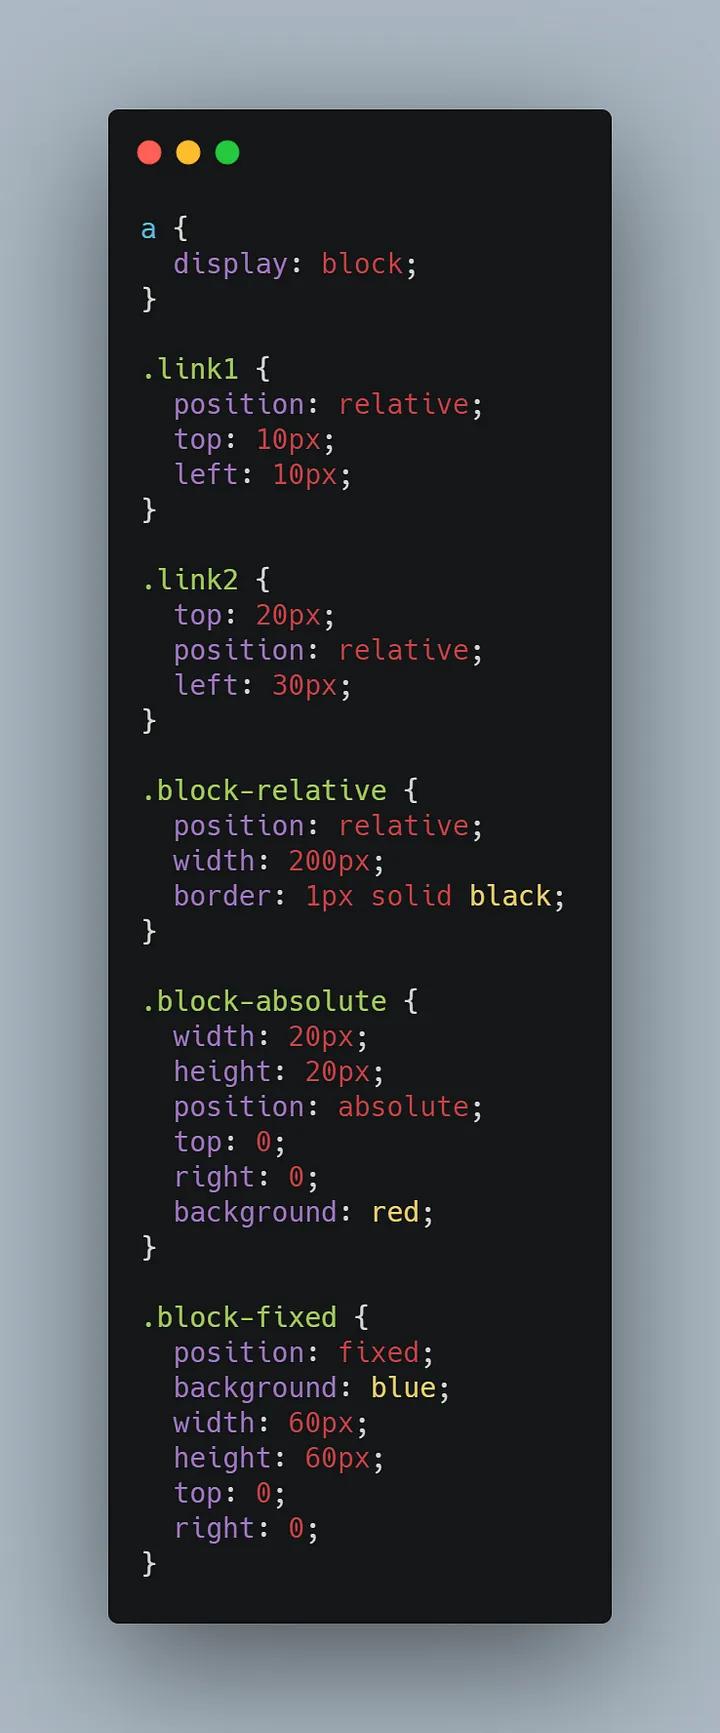 a {
  display: block;
}

.link1 {
  position: relative;
  top: 10px;
  left: 10px;
}

.link2 {
  top: 20px;
  position: relative;
  left: 30px;
}

.block-relative {
  position: relative;
  width: 200px;
  border: 1px solid black;
}

.block-absolute {
  width: 20px;
  height: 20px;
  position: absolute;
  top: 0;
  right: 0;
  background: red;
}

.block-fixed {
  position: fixed;
  background: blue;
  width: 60px;
  height: 60px;
  top: 0;
  right: 0;
}